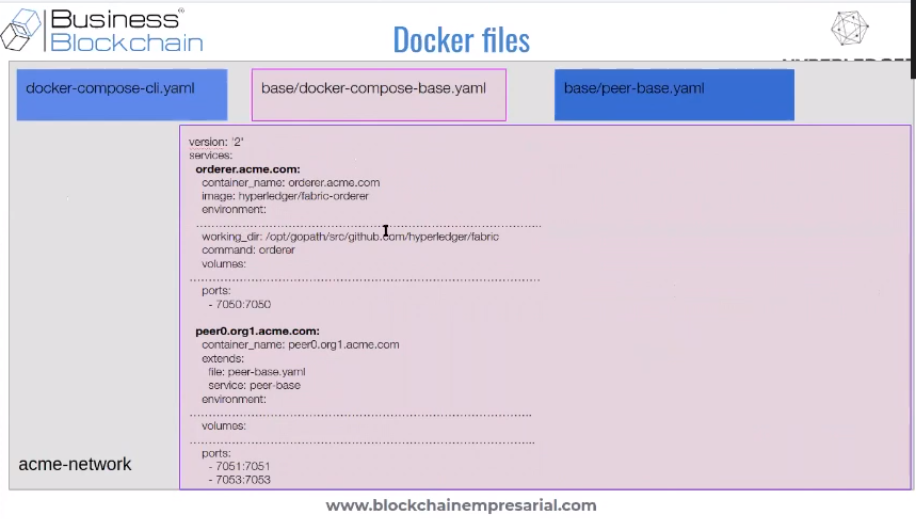 Business
Blockchain
Docker files
docker-compose-cli.yaml
base/docker-compose-base.yaml
base/peer-base.yaml
version: '2'
services:
orderer.acme.com:
container_name: orderer.acme.com
image: hyperledger/fabric-orderer
environment:
working_dir: /opt/gopath/src/github.com/hyperledger/fabric
command: orderer
volumes:
ports:
- 7050:7050
peer0.org1.acme.com:
container_name: peer0.org1.acme.com
extends:
file: peer-base.yaml
service: peer-base
environment:
volumes:
ports:
- 7051:7051
- 7053:7053
acme-network
www.blockchainempresarial.com